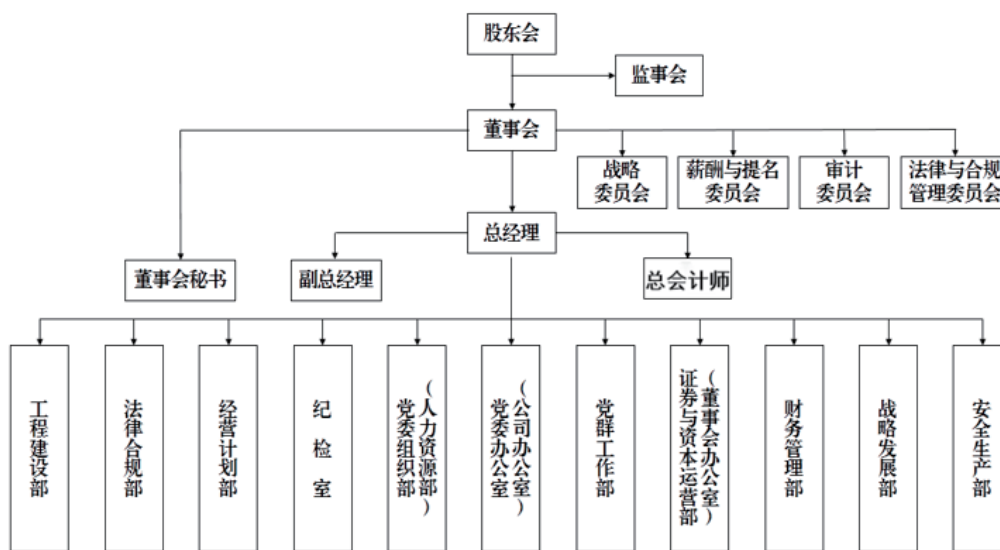 股东会
监事会
董事会
战略
委员会
薪酬与提名
委员会
审计
委员会
法律与合规
管理委员会
总经理
董事会秘书
副总经理
总会计师
工程建设部
法律合规部
经营计划部
纪检室
党委组织部
(人力资源部)
党委办公室
(公司办公室)
党群工作部
证券与资本运营部
(董事会办公室)
财务管理部
战略发展部
安全生产部